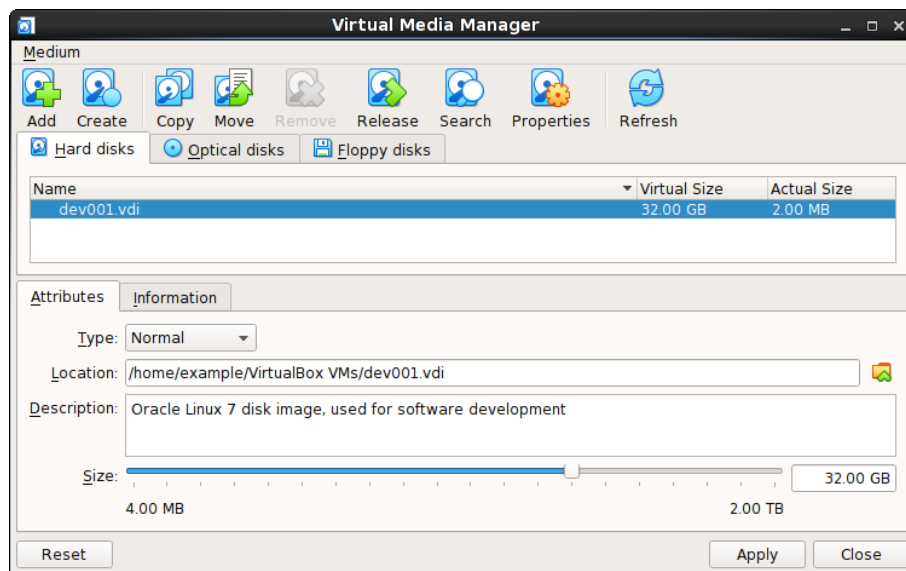 Virtual Media Manager
Medium
Add Create Copy Move Remove Release Search Properties Refresh
Hard disks Optical disks Floppy disks
Name Virtual Size Actual Size
dev001.vdi 32.00 GB 2.00 MB
Attributes Information
Type: Normal
Location: /home/example/VirtualBox VMs/dev001.vdi
Description: Oracle Linux 7 disk image, used for software development
Size: 32.00 GB
4.00 MB 2.00 TB
Reset Apply Close